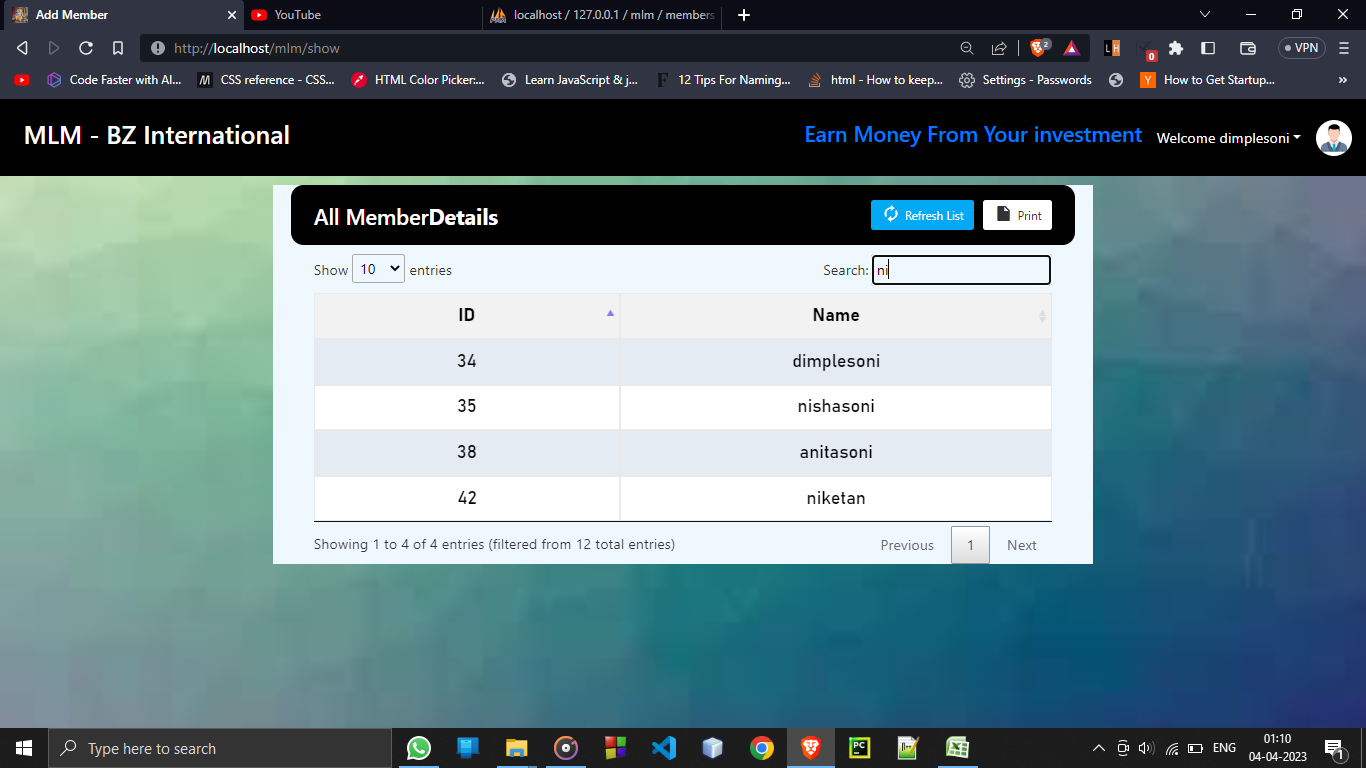 Add Member
YouTube
localhost / 127.0.0.1 / mlm / members
http://localhost/mlm/show
2
L H
0
VPN
Code Faster with AI...
M CSS reference - CSS...
HTML Color Picker:...
Learn JavaScript & j...
F 12 Tips For Naming...
html - How to keep...
Settings - Passwords
Y How to Get Startup...
»
MLM - BZ International
Earn Money From Your investment
Welcome dimplesoni
All MemberDetails
Refresh List
Print
Show 10 entries
Search: ni
ID Name
34 dimplesoni
35 nishasoni
38 anitasoni
42 niketan
Showing 1 to 4 of 4 entries (filtered from 12 total entries)
Previous 1 Next
Type here to search
PC
ENG
01:10
04-04-2023
1